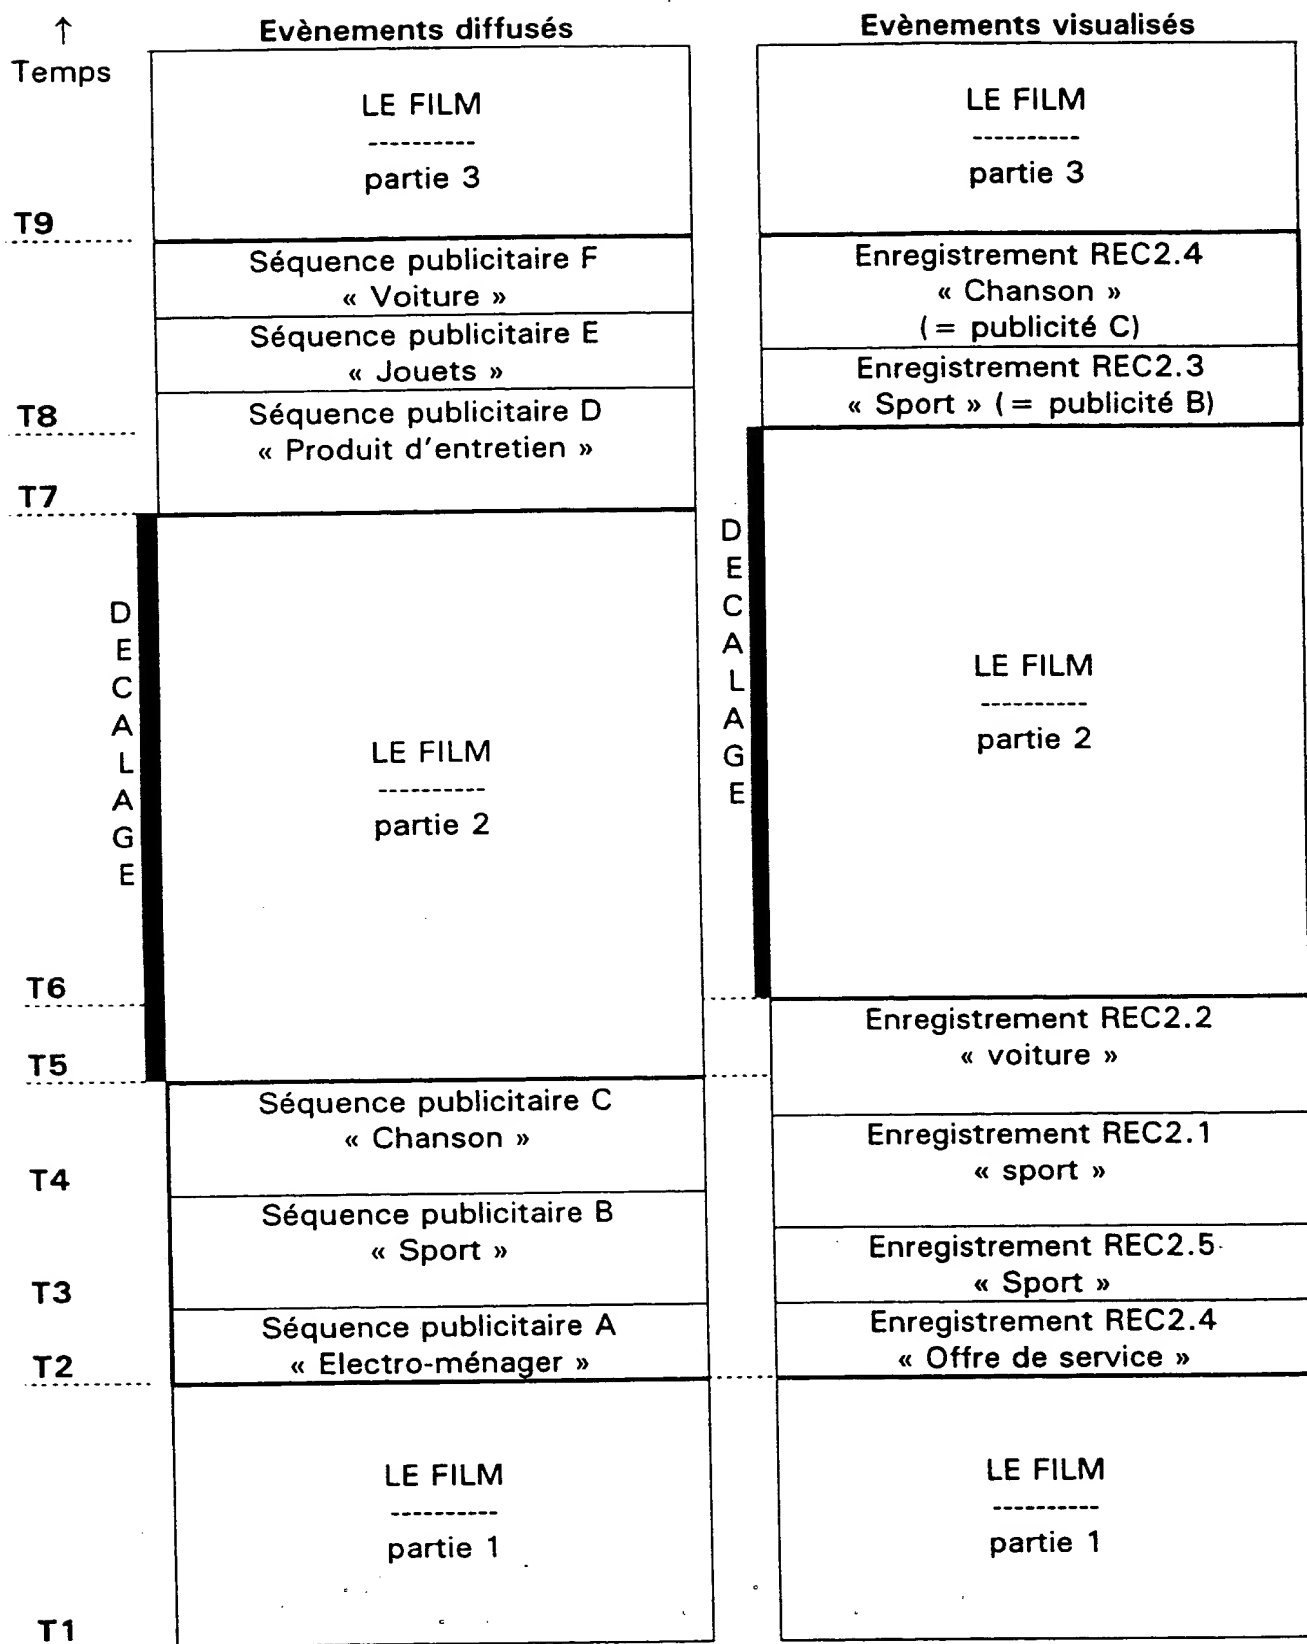 ↑
Temps
Evènements diffusés
LE FILM
----------
partie 3
T9
Séquence publicitaire F
« Voiture »
Séquence publicitaire E
« Jouets »
T8
Séquence publicitaire D
« Produit d'entretien »
T7
DECALAGE
LE FILM
----------
partie 2
T6
T5
Séquence publicitaire C
« Chanson »
T4
Séquence publicitaire B
« Sport »
T3
Séquence publicitaire A
« Electro-ménager »
T2
LE FILM
----------
partie 1
T1
Evènements visualisés
LE FILM
----------
partie 3
Enregistrement REC2.4
« Chanson »
(= publicité C)
Enregistrement REC2.3
« Sport » (= publicité B)
DECALAGE
LE FILM
----------
partie 2
Enregistrement REC2.2
« voiture »
Enregistrement REC2.1
« sport »
Enregistrement REC2.5
« Sport »
Enregistrement REC2.4
« Offre de service »
LE FILM
----------
partie 1